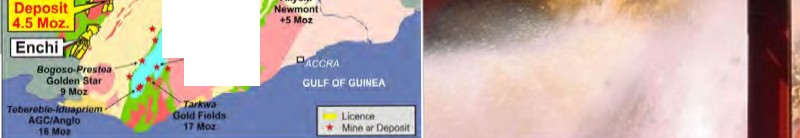 Deposit
4.5 Moz.
Enchi
Newmont
+5 Moz
ACCRA
GULF OF GUINEA
Bogoso-Prestea
Golden Star
9 Moz
Tebereble-Iduapriem
AGC/Anglo
16 Moz
Tarkwa
Gold Fields
17 Moz
Licence
Mine or Deposit